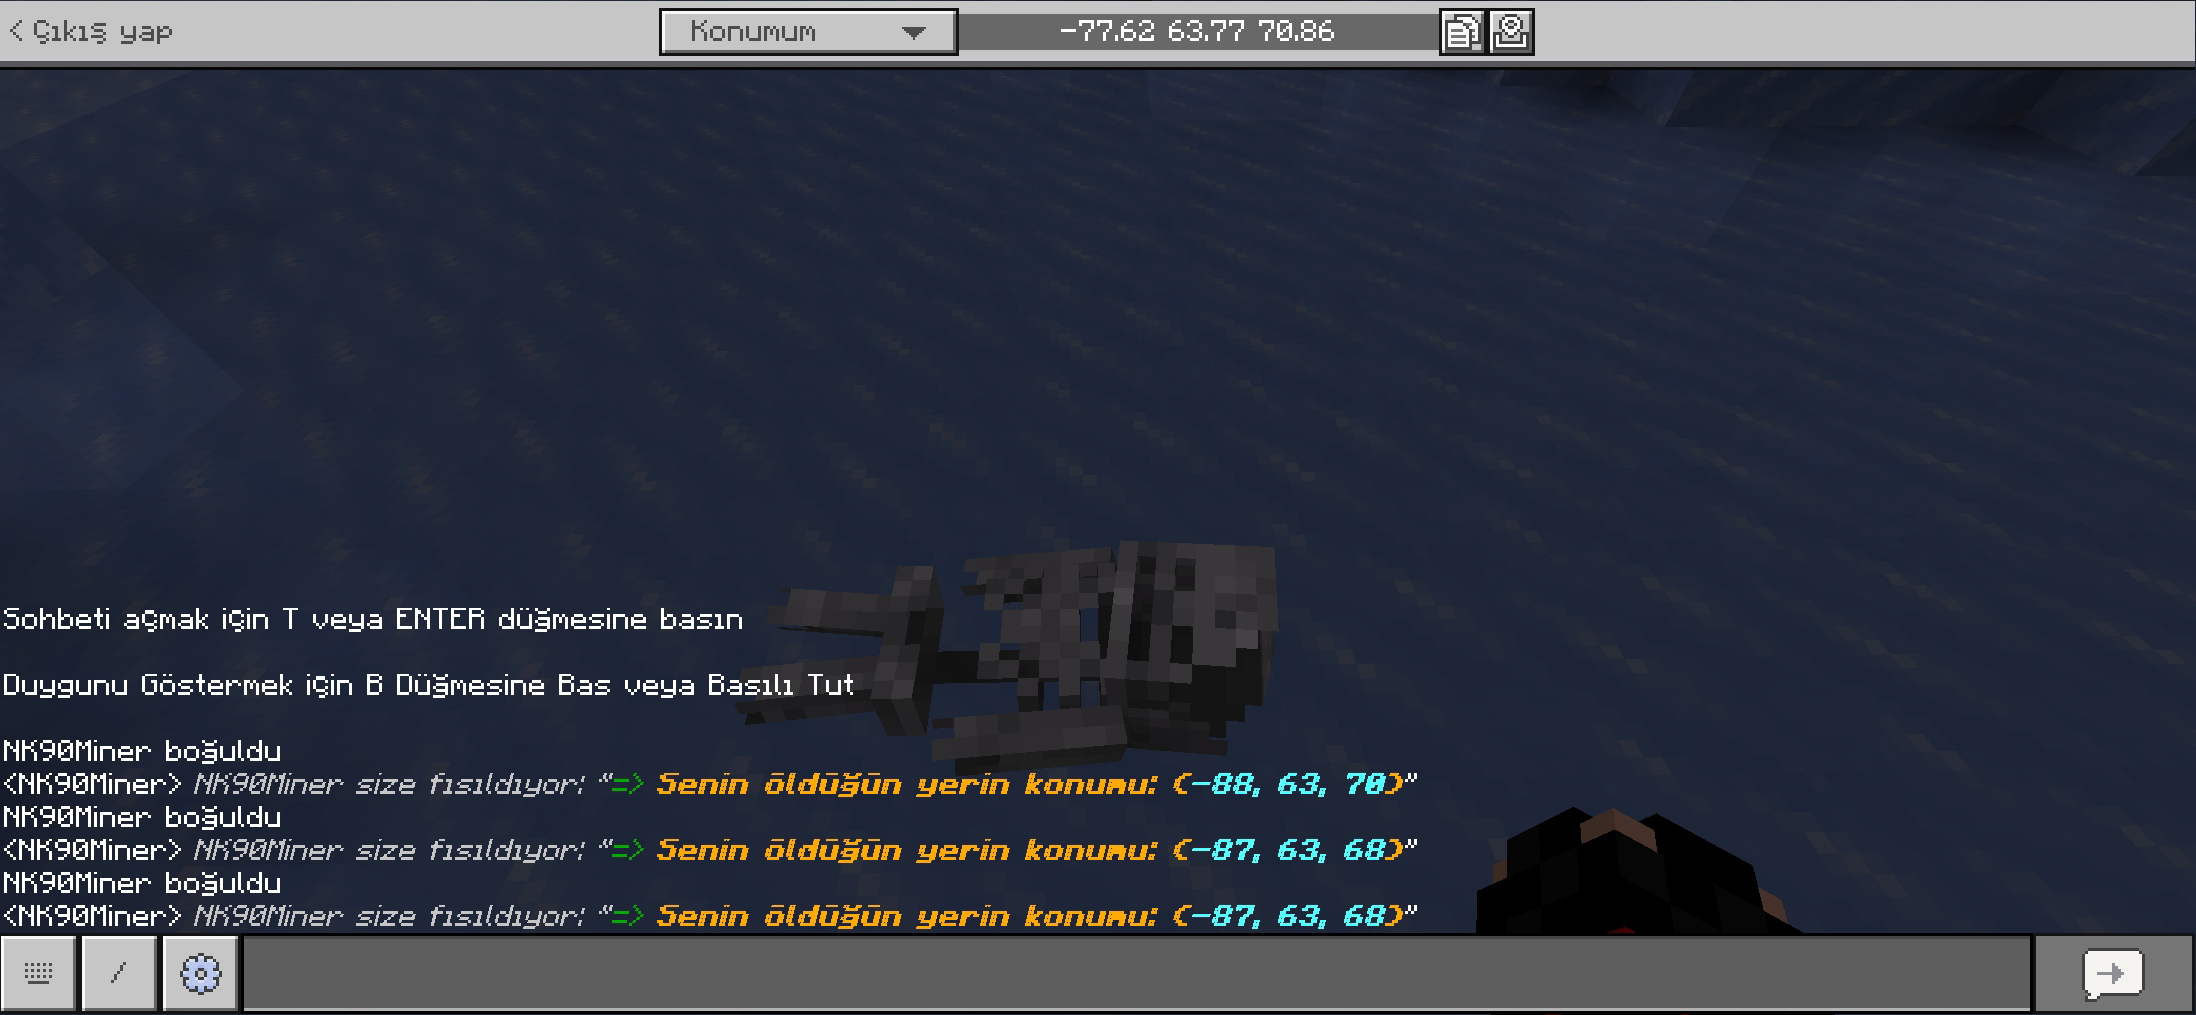 < Çıkış yap
Konumum
-77.62 63.77 70.86
Sohbeti açmak için T veya ENTER düğmesine basın
Duygunu Göstermek için B Düğmesine Bas veya Basılı Tut
NK90Miner boğuldu
<NK90Miner> NK90Miner size fısıldıyor: "=> Senin öldüğün yerin konumu: (-88, 63, 70)"
NK90Miner boğuldu
<NK90Miner> NK90Miner size fısıldıyor: "=> Senin öldüğün yerin konumu: (-87, 63, 68)"
NK90Miner boğuldu
<NK90Miner> NK90Miner size fısıldıyor: "=> Senin öldüğün yerin konumu: (-87, 63, 68)"
/